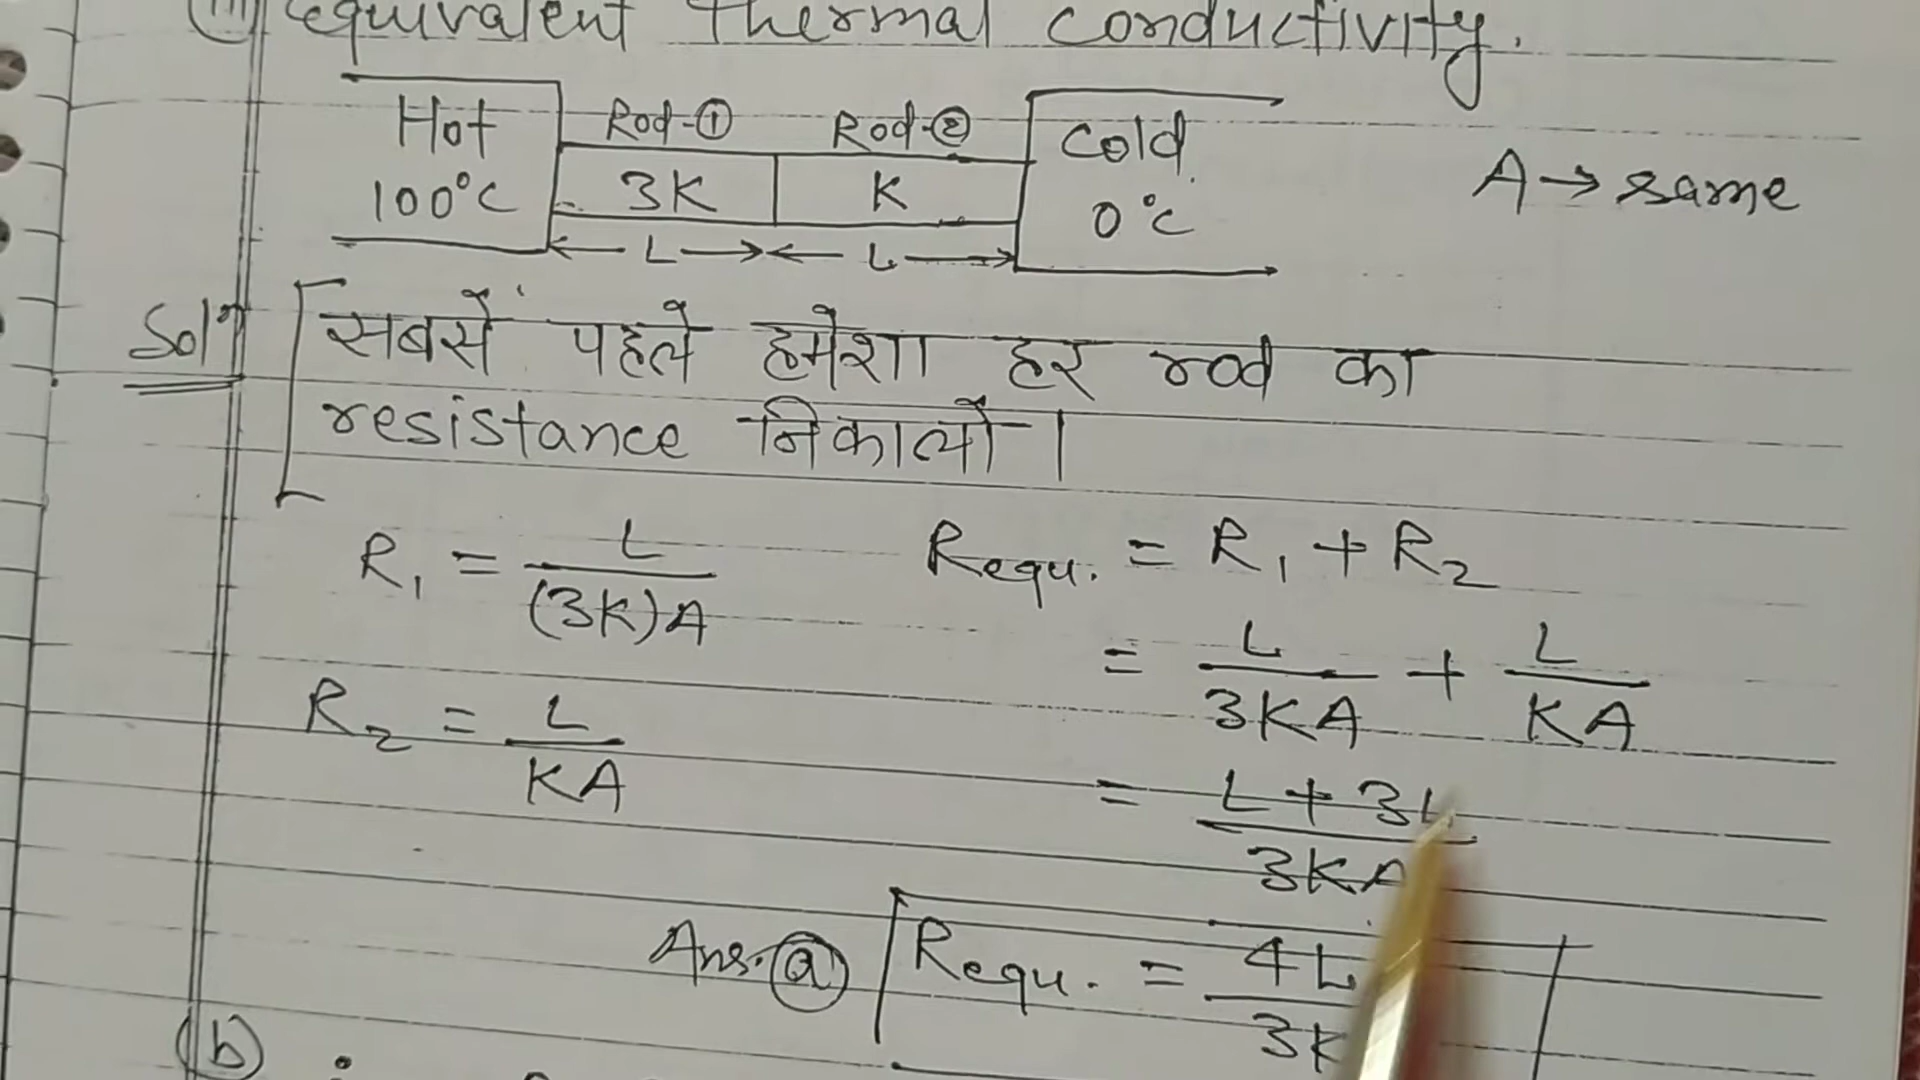 (iii) equivalent thermal conductivity.
Hot Rod-① Rod-② Cold
100°C 3K K 0°C A → same
L L
Solⁿ [सबसें पहले हमेशा हर rod का
resistance निकालों।
R₁ = L / (3K)A
R₂ = L / KA
Requ. = R₁ + R₂
= L / 3KA + L / KA
= L + 3L / 3KA
Ans. ⓐ Requ. = 4L / 3K
(b)